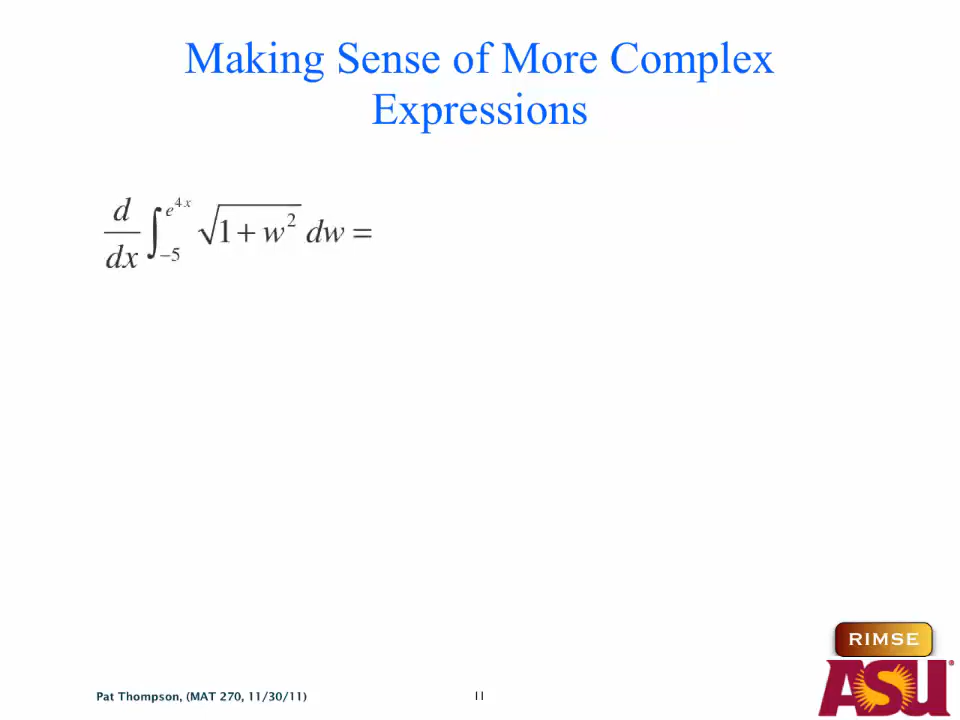 Making Sense of More Complex
Expressions
d/dx ∫_{−5}^{e^{4x}} √(1 + w²) dw =
RIMSE
ASU®
Pat Thompson, (MAT 270, 11/30/11)
11